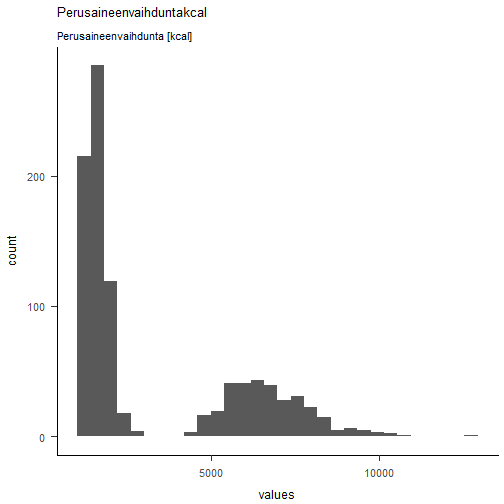 Perusaineenvaihduntakcal
Perusaineenvaihdunta [kcal]
200
100
0
count
5000
10000
values